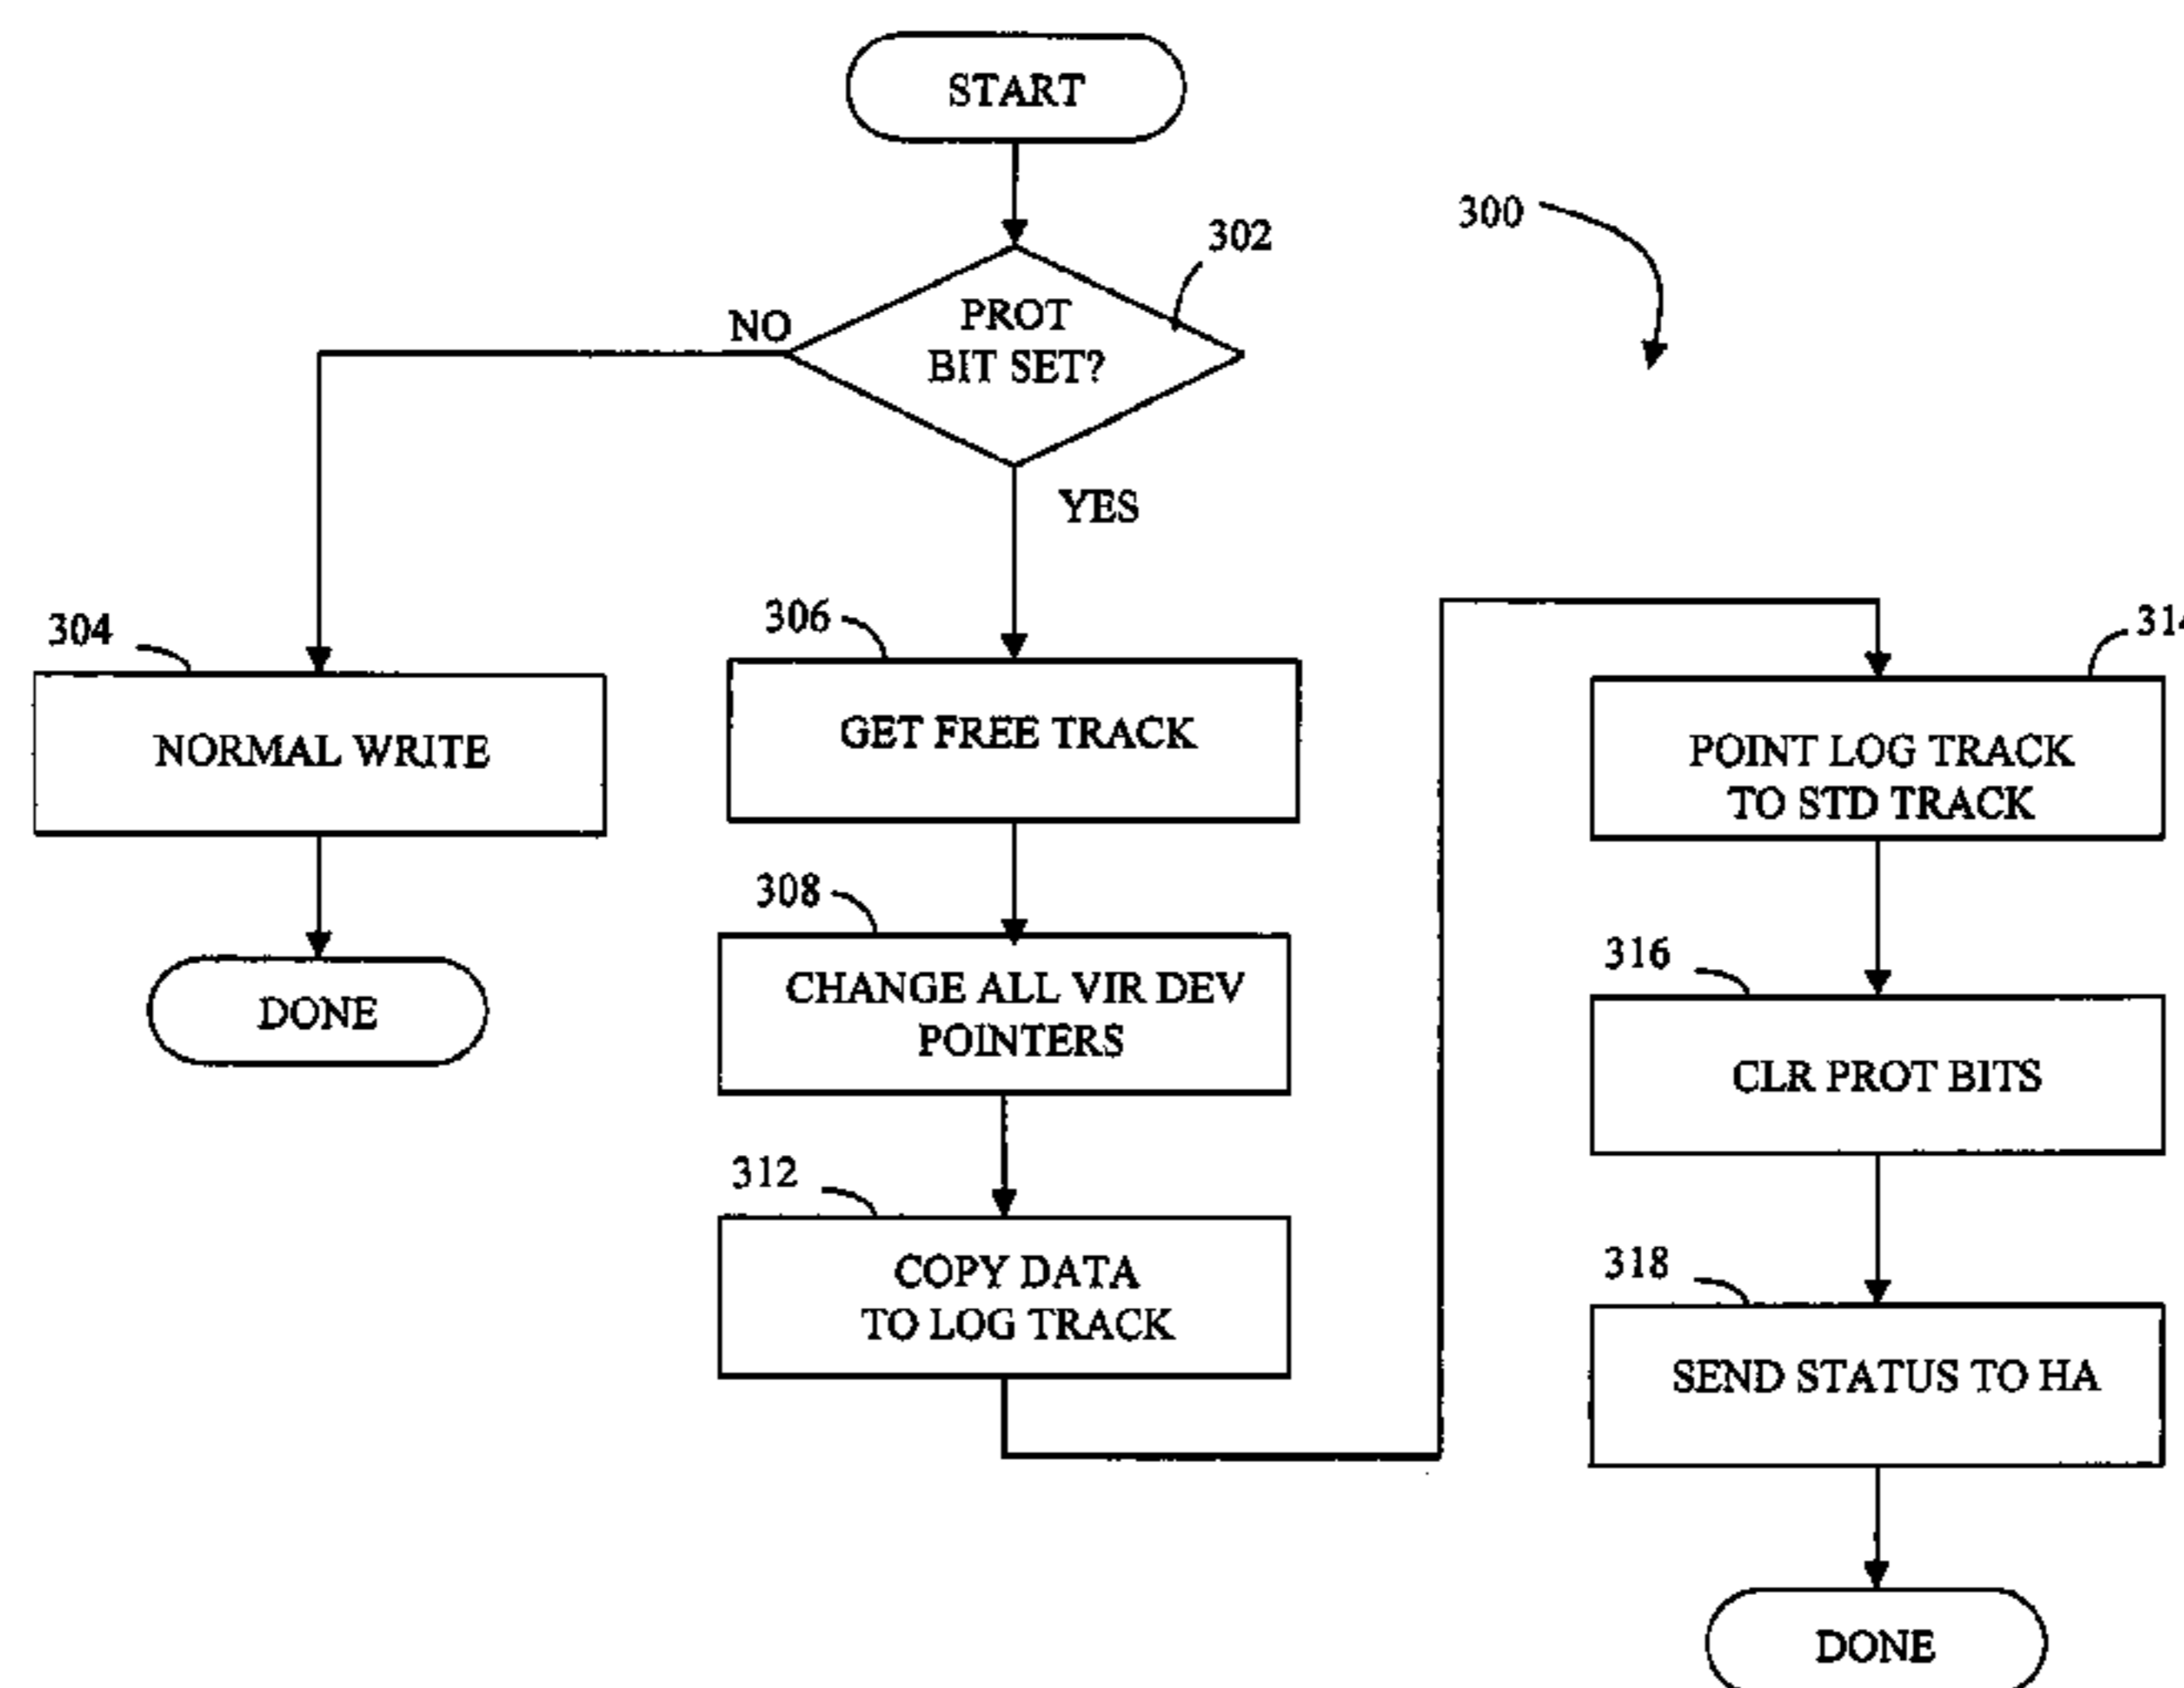 START
300
302
PROT
BIT SET?
NO
YES
304
NORMAL WRITE
DONE
306
GET FREE TRACK
308
CHANGE ALL VIR DEV
POINTERS
312
COPY DATA
TO LOG TRACK
314
POINT LOG TRACK
TO STD TRACK
316
CLR PROT BITS
318
SEND STATUS TO HA
DONE